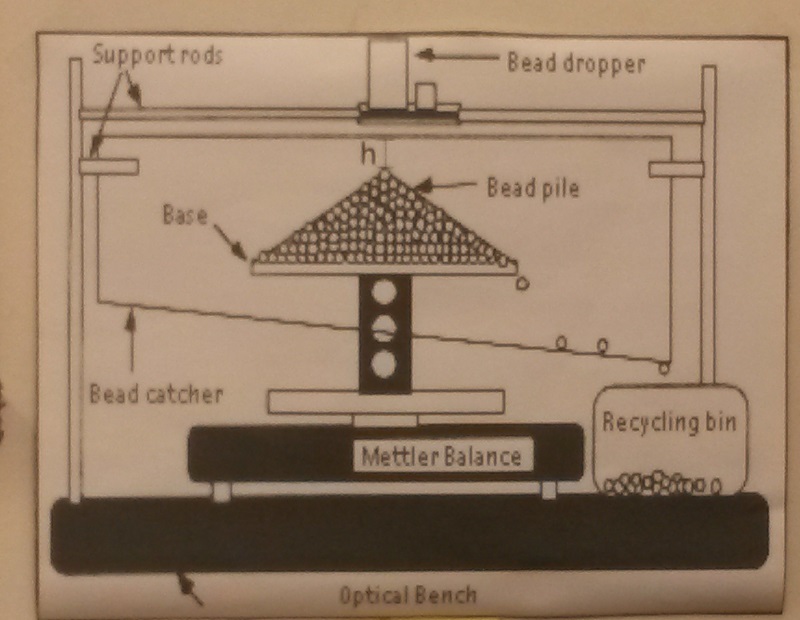 Support rods
Bead dropper
h
Bead pile
Base
Bead catcher
Recycling bin
Mettler Balance
Optical Bench